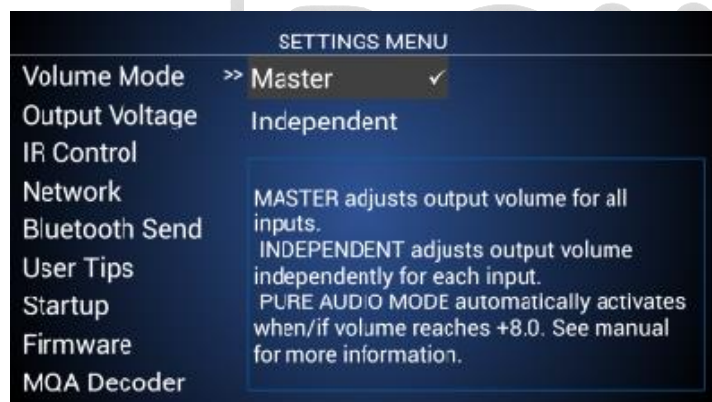 SETTINGS MENU
Volume Mode >> Master ✓
Output Voltage
Independent
IR Control
Network
Bluetooth Send
User Tips
Startup
Firmware
MQA Decoder
MASTER adjusts output volume for all
inputs.
INDEPENDENT adjusts output volume
independently for each input.
PURE AUDIO MODE automatically activates
when/if volume reaches +8.0. See manual
for more information.